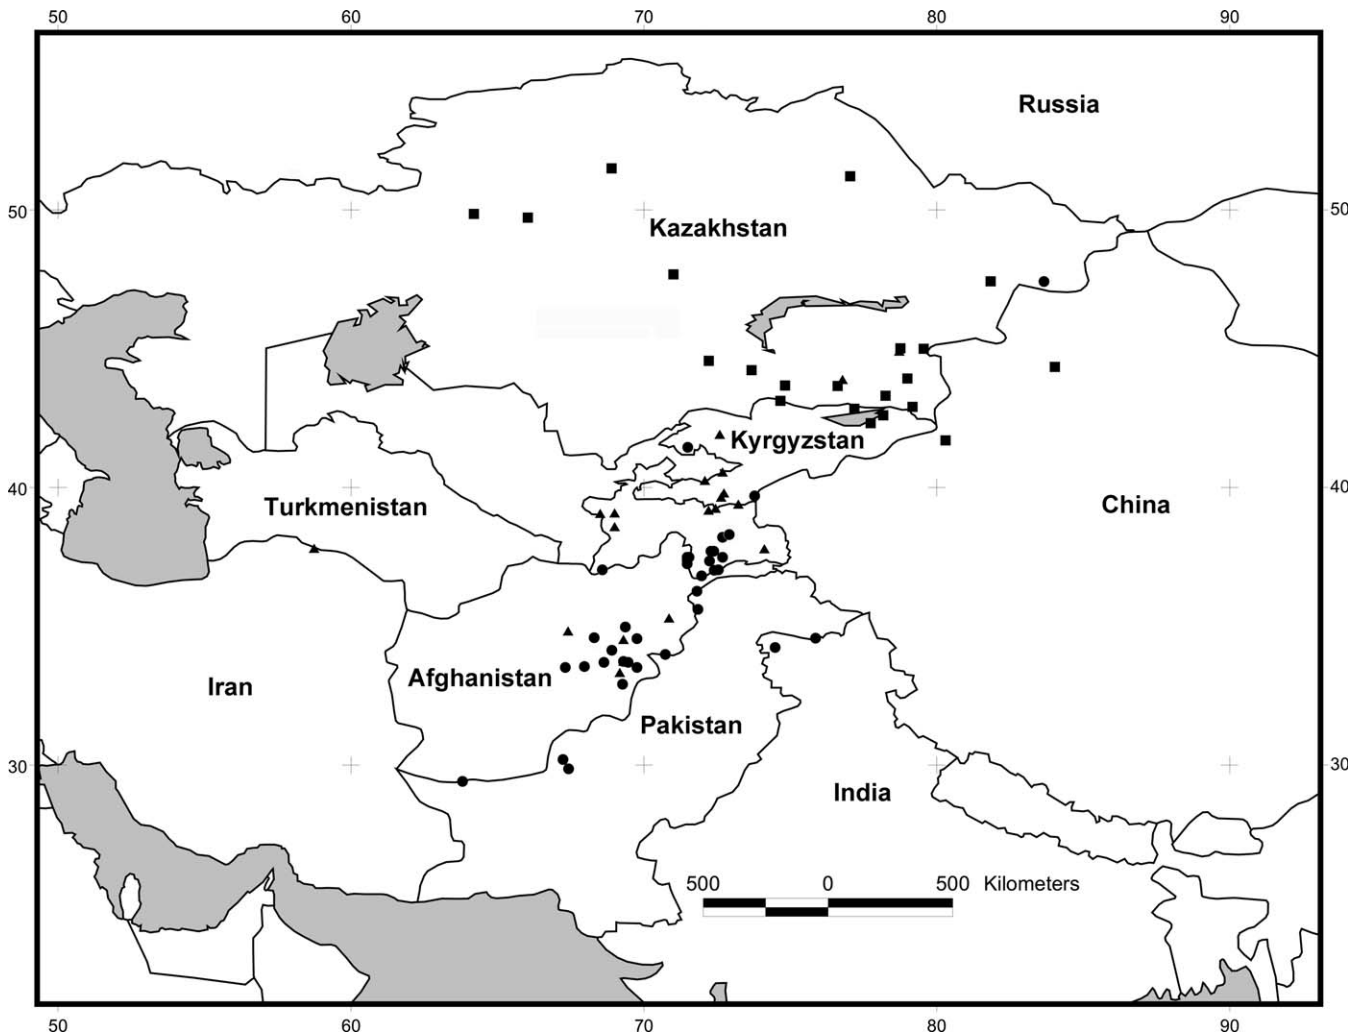 50 60 70 80 90
Russia
50 50
Kazakhstan
Kyrgyzstan
40 40
Turkmenistan
China
Afghanistan
Iran
Pakistan
30 30
India
500 0 500 Kilometers
50 60 70 80 90